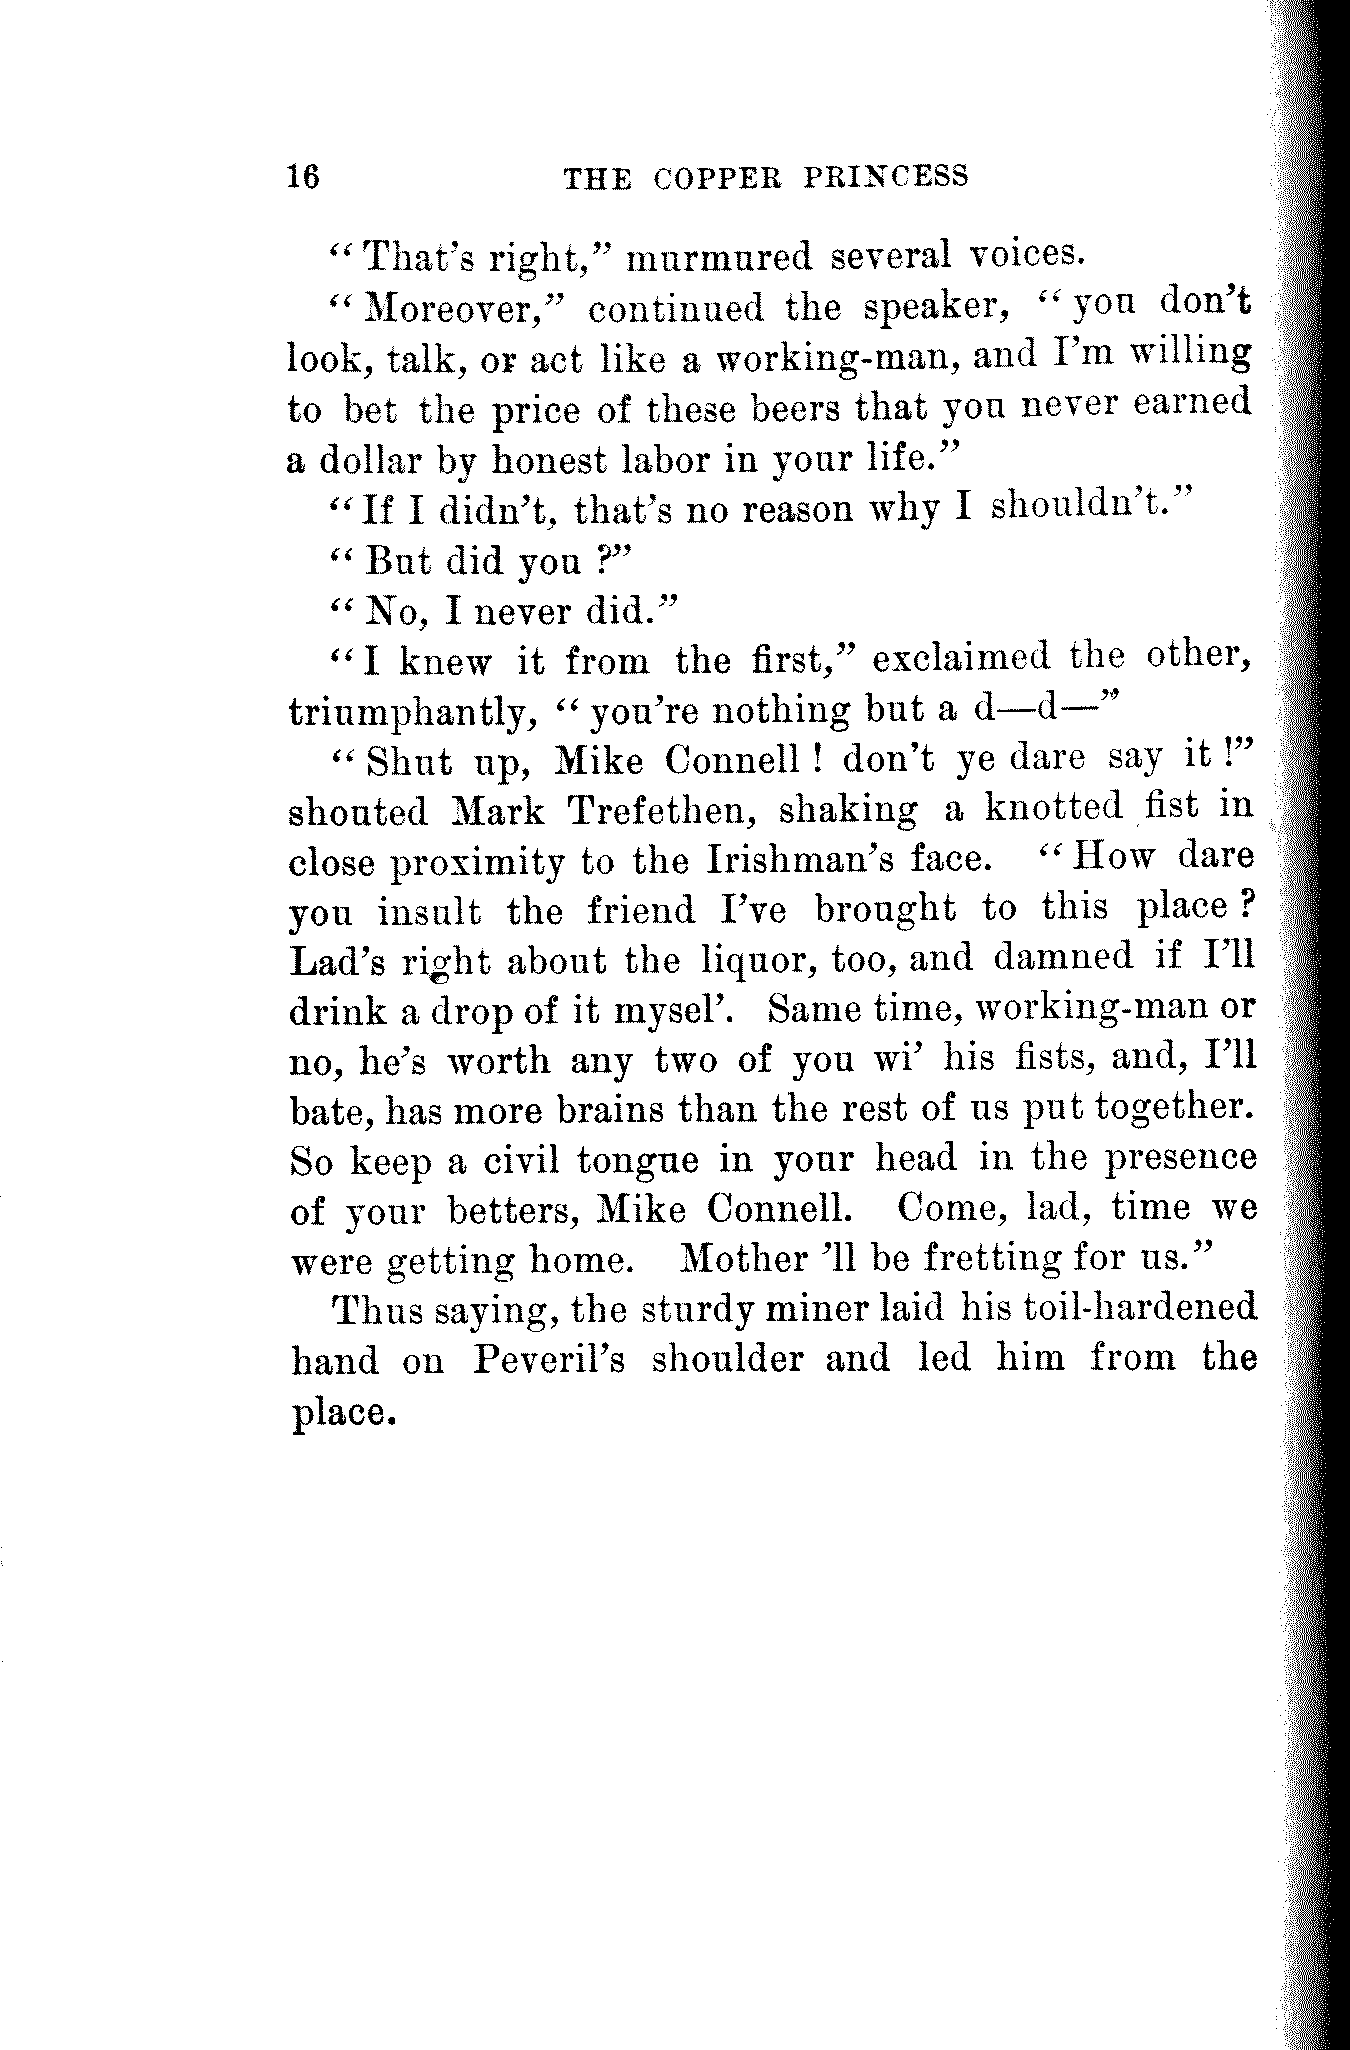 16 THE COPPER PRINCESS
“That’s right,” murmured several voices.
“Moreover,” continued the speaker, “you don’t
look, talk, or act like a working-man, and I’m willing
to bet the price of these beers that you never earned
a dollar by honest labor in your life.”
“If I didn’t, that’s no reason why I shouldn’t.”
“But did you ?”
“No, I never did.”
“I knew it from the first,” exclaimed the other,
triumphantly, “you’re nothing but a d—d—”
“Shut up, Mike Connell ! don’t ye dare say it !”
shouted Mark Trefethen, shaking a knotted fist in
close proximity to the Irishman’s face. “How dare
you insult the friend I’ve brought to this place ?
Lad’s right about the liquor, too, and damned if I’ll
drink a drop of it mysel’. Same time, working-man or
no, he’s worth any two of you wi’ his fists, and, I’ll
bate, has more brains than the rest of us put together.
So keep a civil tongue in your head in the presence
of your betters, Mike Connell. Come, lad, time we
were getting home. Mother ’ll be fretting for us.”
Thus saying, the sturdy miner laid his toil-hardened
hand on Peveril’s shoulder and led him from the
place.